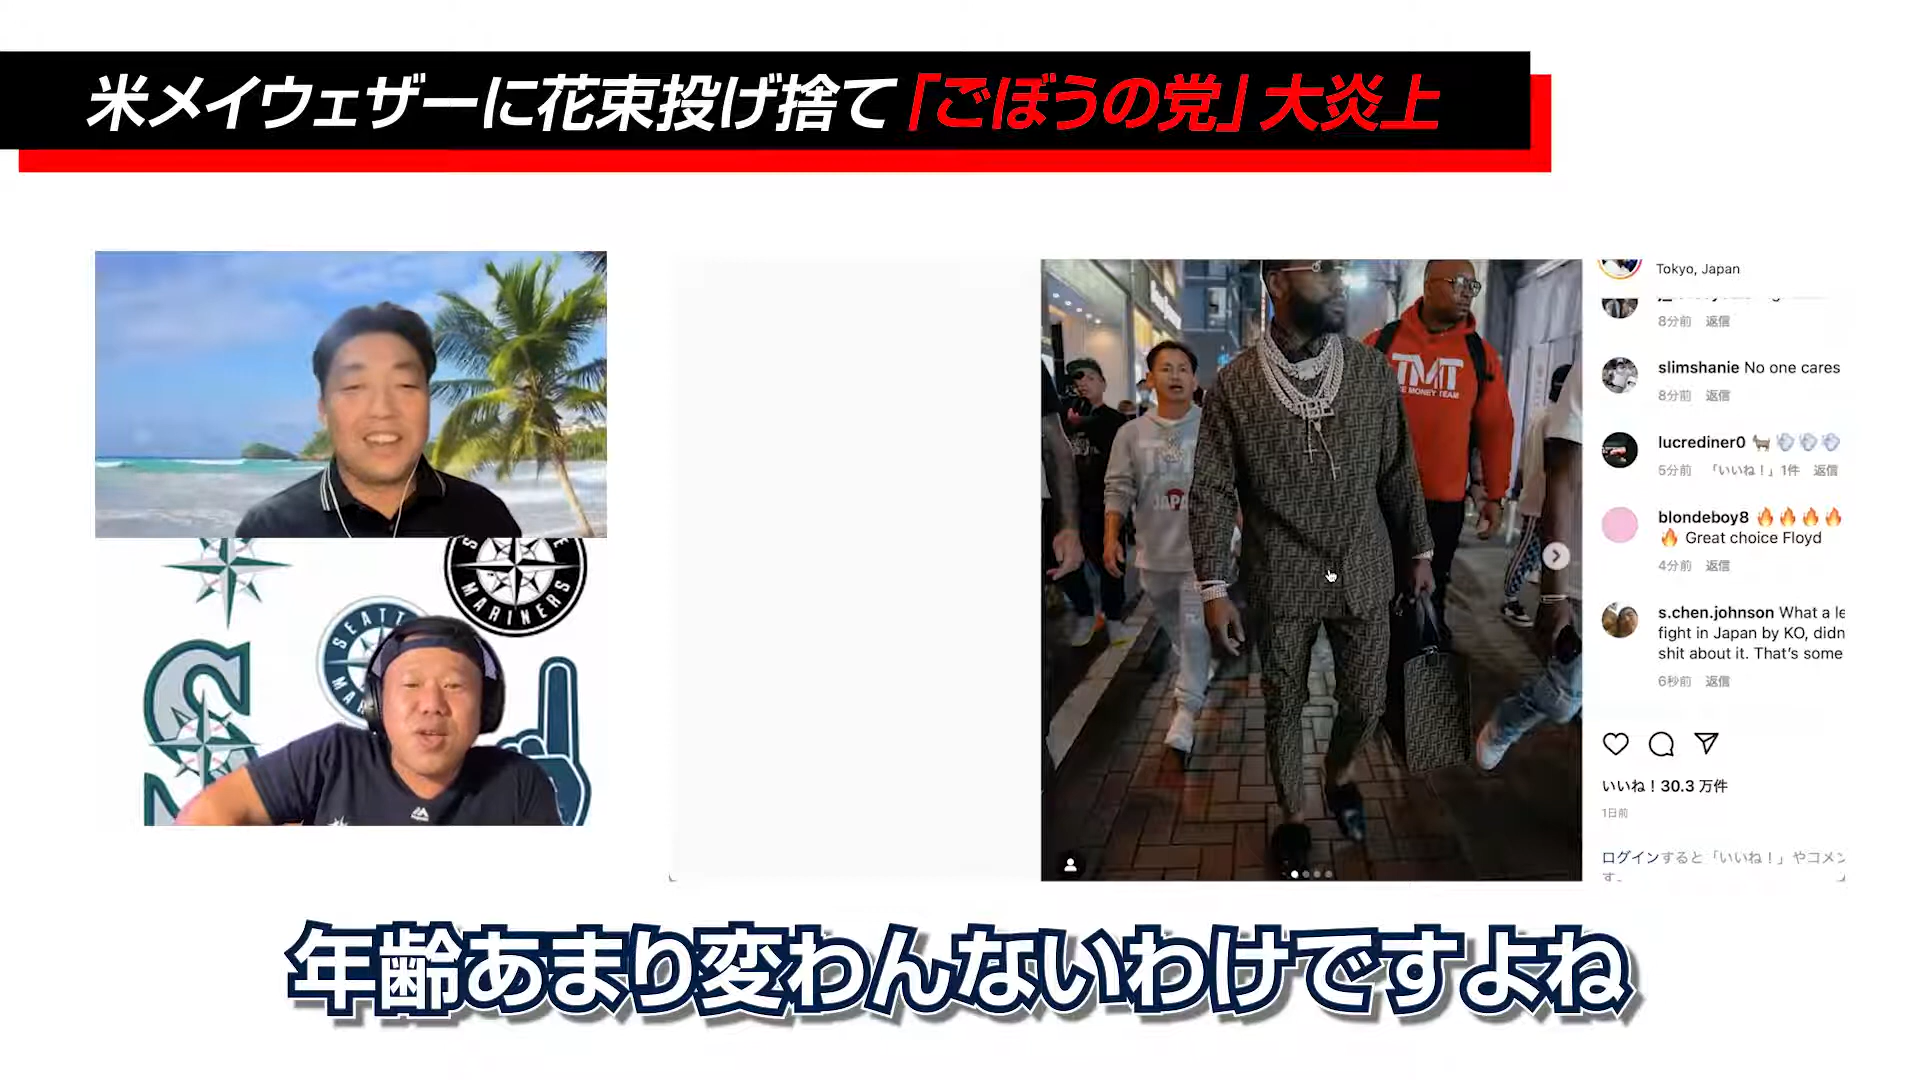 米メイウェザーに花束投げ捨て「ごぼうの党」大炎上
SEATT
MARINERS
S
TMT
E MONEY TEAM
Tokyo, Japan
8分前 返信
slimshanie No one cares
8分前 返信
lucrediner0 🐐💨💨💨
5分前 「いいね！」1件 返信
blondeboy8 🔥🔥🔥🔥
🔥 Great choice Floyd
4分前 返信
s.chen.johnson What a le
fight in Japan by KO, didn
shit about it. That's some
6秒前 返信
いいね！30.3 万件
1日前
ログインすると「いいね！」やコメン
す。
年齢あまり変わんないわけですよね